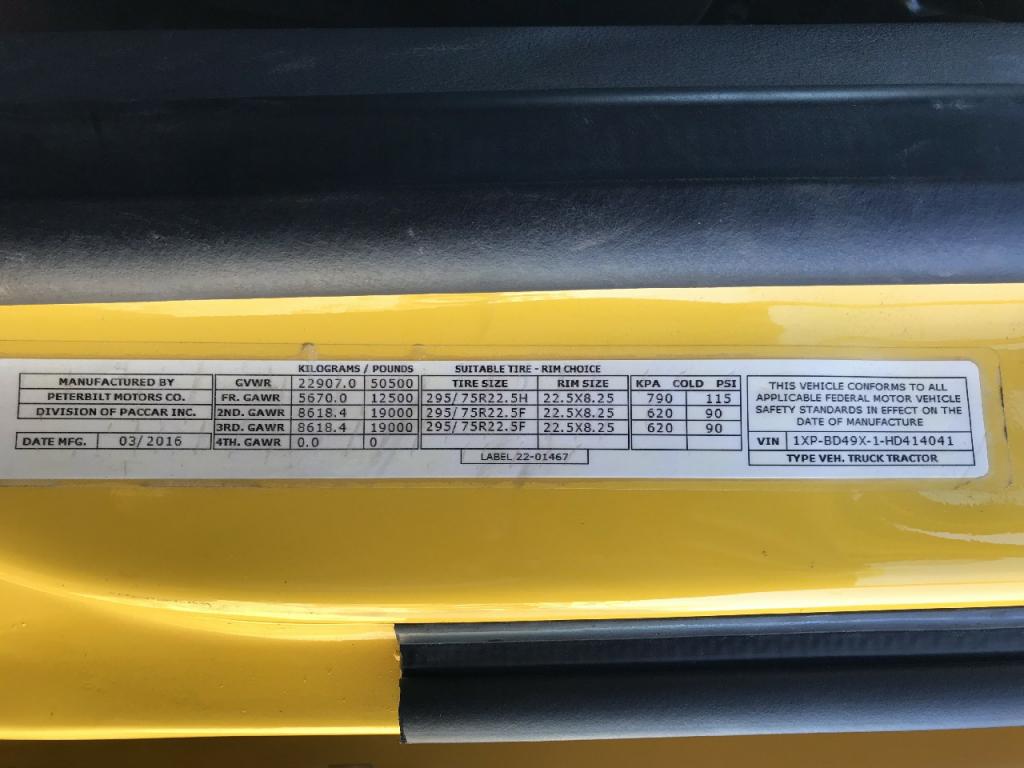 KILOGRAMS / POUNDS SUITABLE TIRE - RIM CHOICE
MANUFACTURED BY GVWR 22907.0 50500 TIRE SIZE RIM SIZE KPA COLD PSI
PETERBILT MOTORS CO. FR. GAWR 5670.0 12500 295/75R22.5H 22.5X8.25 790 115
DIVISION OF PACCAR INC. 2ND. GAWR 8618.4 19000 295/75R22.5F 22.5X8.25 620 90
3RD. GAWR 8618.4 19000 295/75R22.5F 22.5X8.25 620 90
DATE MFG. 03/2016 4TH. GAWR 0.0 0
LABEL 22-01467
THIS VEHICLE CONFORMS TO ALL
APPLICABLE FEDERAL MOTOR VEHICLE
SAFETY STANDARDS IN EFFECT ON THE
DATE OF MANUFACTURE
VIN 1XP-BD49X-1-HD414041
TYPE VEH. TRUCK TRACTOR